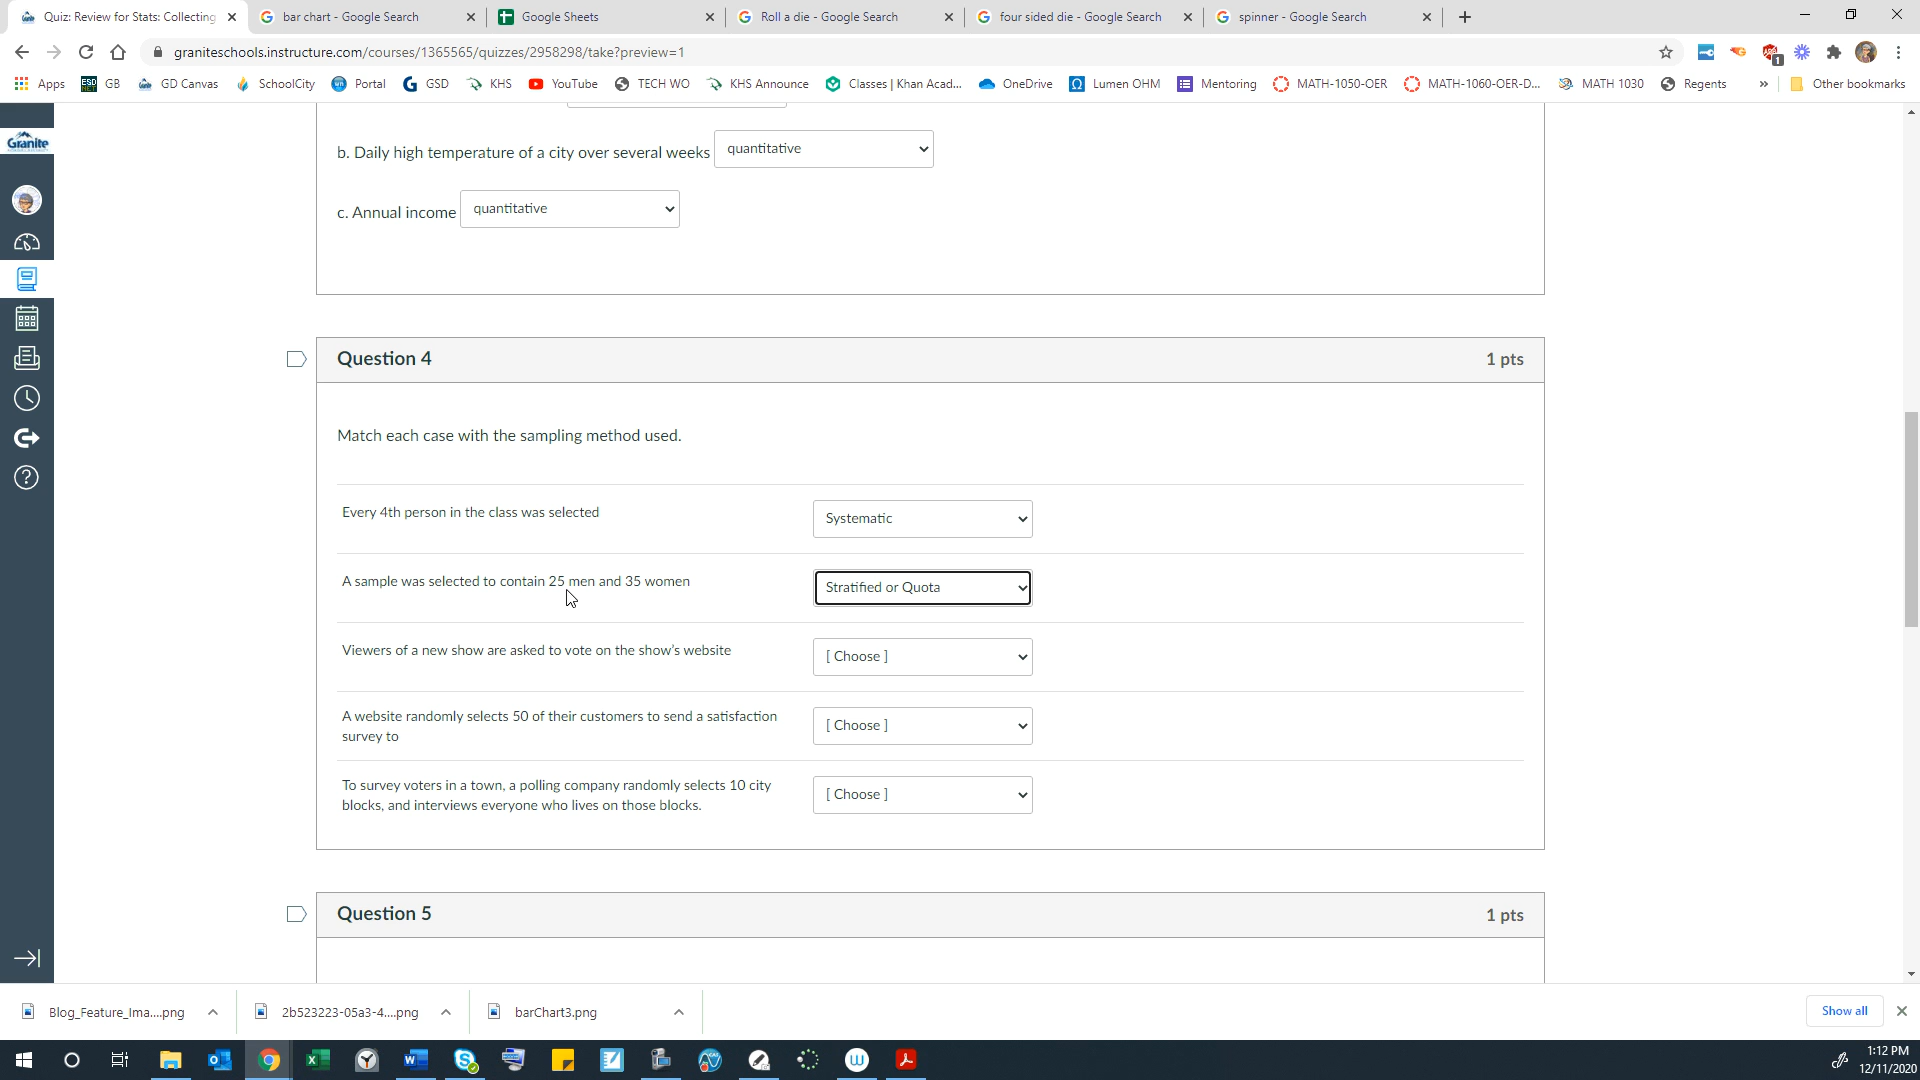 Quiz: Review for Stats: Collecting
bar chart - Google Search
Google Sheets
Roll a die - Google Search
four sided die - Google Search
spinner - Google Search
graniteschools.instructure.com/courses/1365565/quizzes/2958298/take?preview=1
Apps
GB
GD Canvas
SchoolCity
Portal
GSD
KHS
YouTube
TECH WO
KHS Announce
Classes | Khan Acad...
OneDrive
Lumen OHM
Mentoring
MATH-1050-OER
MATH-1060-OER-D...
MATH 1030
Regents
»
Other bookmarks
Granite
b. Daily high temperature of a city over several weeks quantitative
c. Annual income quantitative
Question 4
1 pts
Match each case with the sampling method used.
Every 4th person in the class was selected
Systematic
A sample was selected to contain 25 men and 35 women
Stratified or Quota
Viewers of a new show are asked to vote on the show's website
[ Choose ]
A website randomly selects 50 of their customers to send a satisfaction
survey to
[ Choose ]
To survey voters in a town, a polling company randomly selects 10 city
blocks, and interviews everyone who lives on those blocks.
[ Choose ]
Question 5
1 pts
Blog_Feature_Ima....png
2b523223-05a3-4....png
barChart3.png
Show all
1:12 PM
12/11/2020